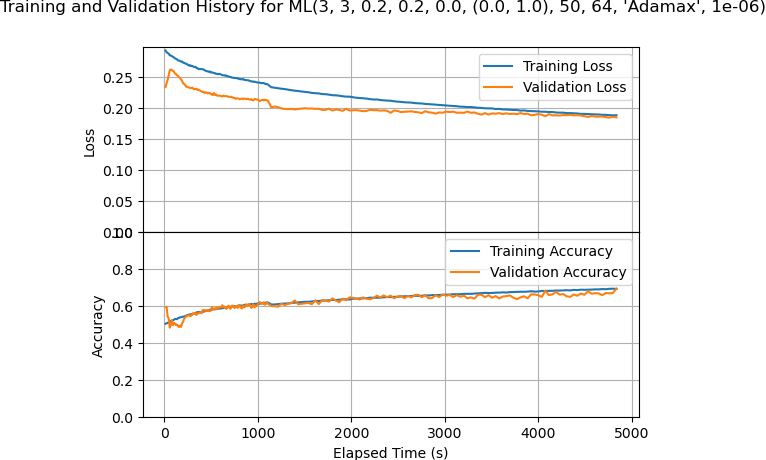 Training and Validation History for ML(3, 3, 0.2, 0.2, 0.0, (0.0, 1.0), 50, 64, 'Adamax', 1e-06)
Training Loss
Validation Loss
0.25
0.20
0.15
0.10
0.05
0.00
Loss
Training Accuracy
Validation Accuracy
1.0
0.8
0.6
0.4
0.2
0.0
Accuracy
0 1000 2000 3000 4000 5000
Elapsed Time (s)